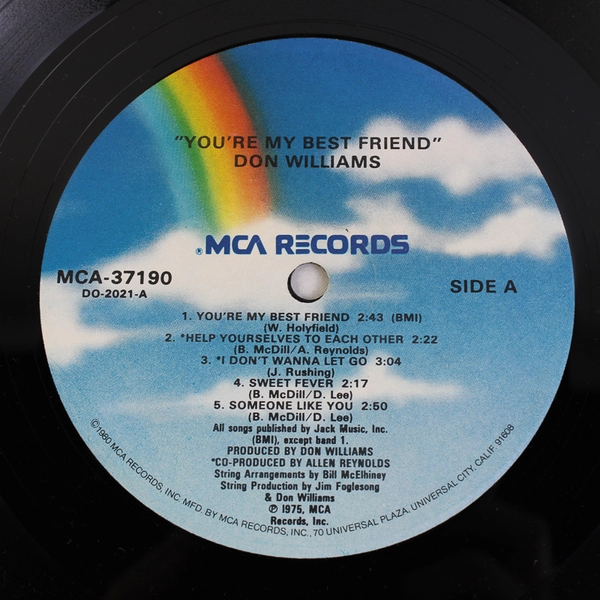 "YOU'RE MY BEST FRIEND"
DON WILLIAMS
®MCA RECORDS
MCA-37190
DO-2021-A
SIDE A
1. YOU'RE MY BEST FRIEND 2:43 (BMI)
(W. Holyfield)
2. *HELP YOURSELVES TO EACH OTHER 2:22
(B. McDill/A. Reynolds)
3. *I DON'T WANNA LET GO 3:04
(J. Rushing)
4. SWEET FEVER 2:17
(B. McDill/D. Lee)
5. SOMEONE LIKE YOU 2:50
(B. McDill/D. Lee)
All songs published by Jack Music, Inc.
(BMI), except band 1.
PRODUCED BY DON WILLIAMS
*CO-PRODUCED BY ALLEN REYNOLDS
String Arrangements by Bill McElhiney
String Production by Jim Foglesong
& Don Williams
℗ 1975, MCA
Records, Inc.
©1980 MCA RECORDS, INC. MFD. BY MCA RECORDS, INC., 70 UNIVERSAL PLAZA, UNIVERSAL CITY, CALIF. 91608